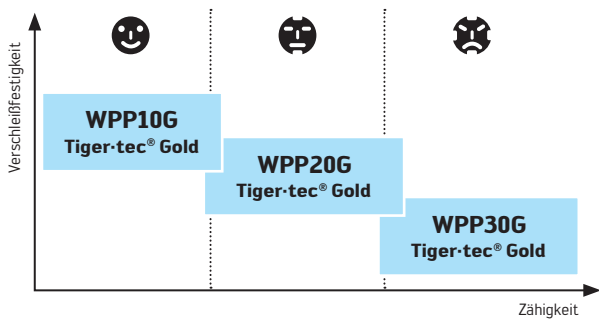 Verschleißfestigkeit
WPP10G
Tiger·tec® Gold
WPP20G
Tiger·tec® Gold
WPP30G
Tiger·tec® Gold
Zähigkeit